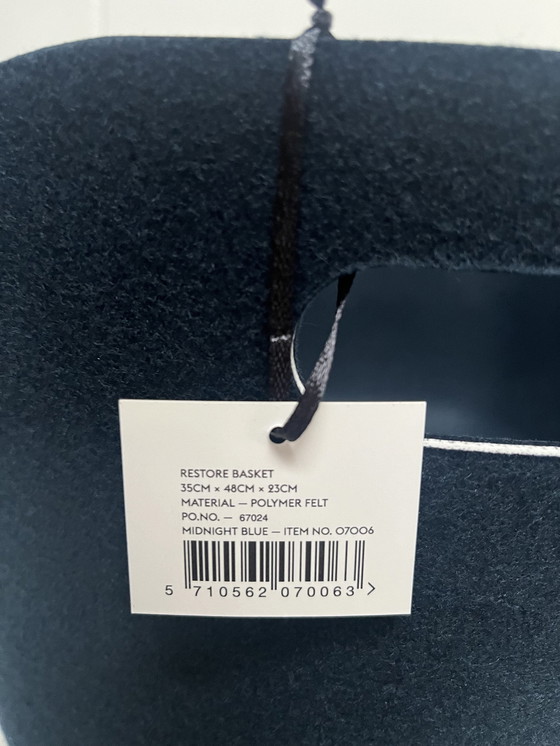 RESTORE BASKET
35CM × 48CM × 23CM
MATERIAL — POLYMER FELT
PO.NO. — 67024
MIDNIGHT BLUE — ITEM NO. 07006
5 710562 070063 >